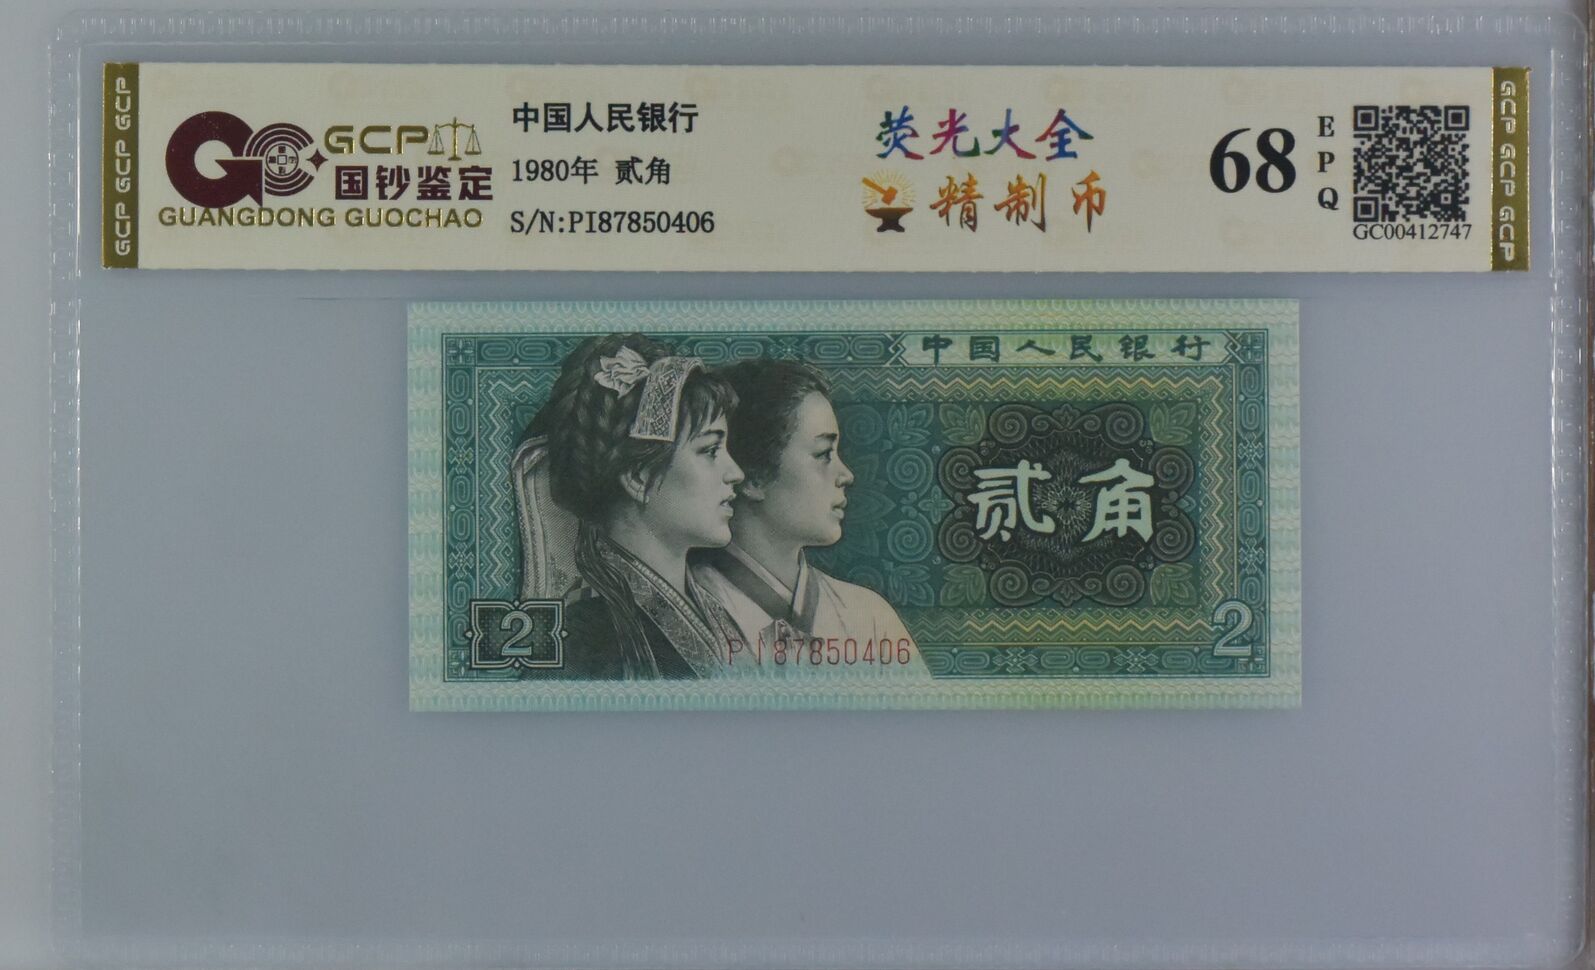 GCP GCP GCP
GCP
国钞鉴定
GUANGDONG GUOCHAO
中国人民银行
1980年 贰角
S/N:PI87850406
荧光大全
精制币
68
EPQ
GC00412747
GCP GCP GCP
中国人民银行
贰角
2
2
PI87850406